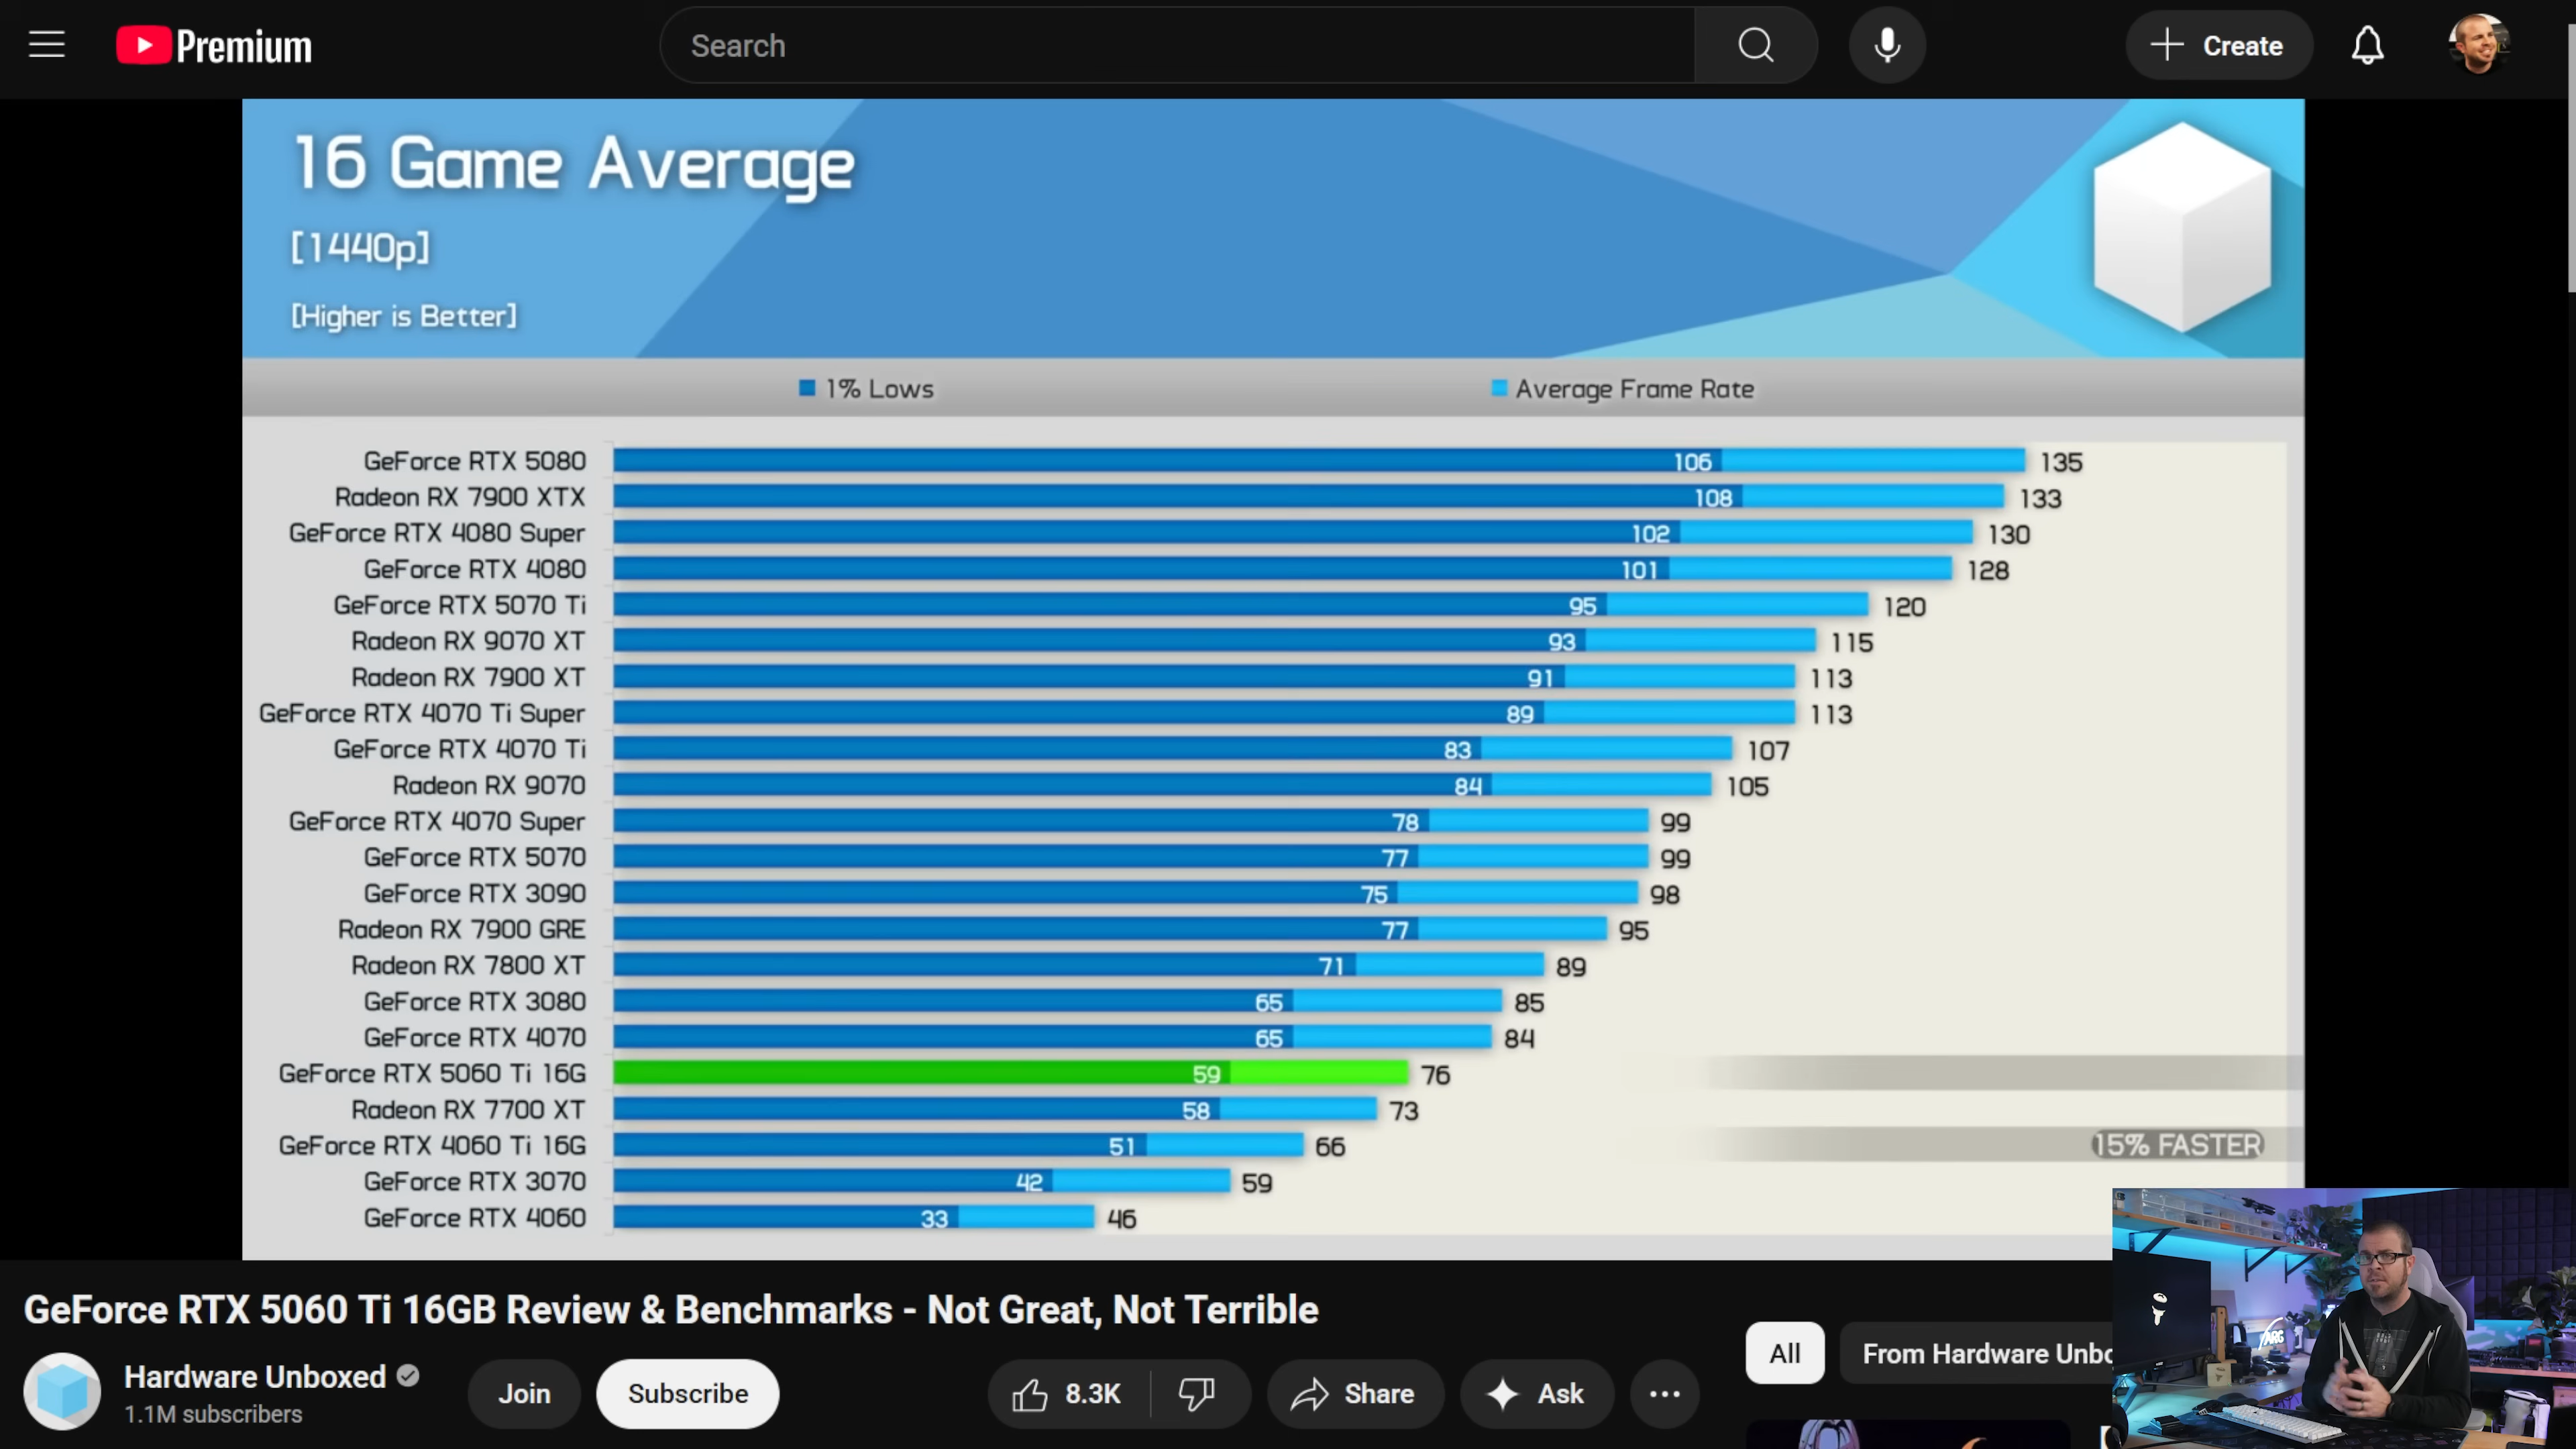 Premium
Search
Create
16 Game Average
[1440p]
[Higher is Better]
1% Lows Average Frame Rate
GeForce RTX 5080 106 135
Radeon RX 7900 XTX 108 133
GeForce RTX 4080 Super 102 130
GeForce RTX 4080 101 128
GeForce RTX 5070 Ti 95 120
Radeon RX 9070 XT 93 115
Radeon RX 7900 XT 91 113
GeForce RTX 4070 Ti Super 89 113
GeForce RTX 4070 Ti 83 107
Radeon RX 9070 84 105
GeForce RTX 4070 Super 78 99
GeForce RTX 5070 77 99
GeForce RTX 3090 75 98
Radeon RX 7900 GRE 77 95
Radeon RX 7800 XT 71 89
GeForce RTX 3080 65 85
GeForce RTX 4070 65 84
GeForce RTX 5060 Ti 16G 59 76
Radeon RX 7700 XT 58 73
GeForce RTX 4060 Ti 16G 51 66 15% FASTER
GeForce RTX 3070 42 59
GeForce RTX 4060 33 46
GeForce RTX 5060 Ti 16GB Review & Benchmarks - Not Great, Not Terrible
Hardware Unboxed
1.1M subscribers
Join
Subscribe
8.3K
Share
Ask
All
From Hardware Unbo